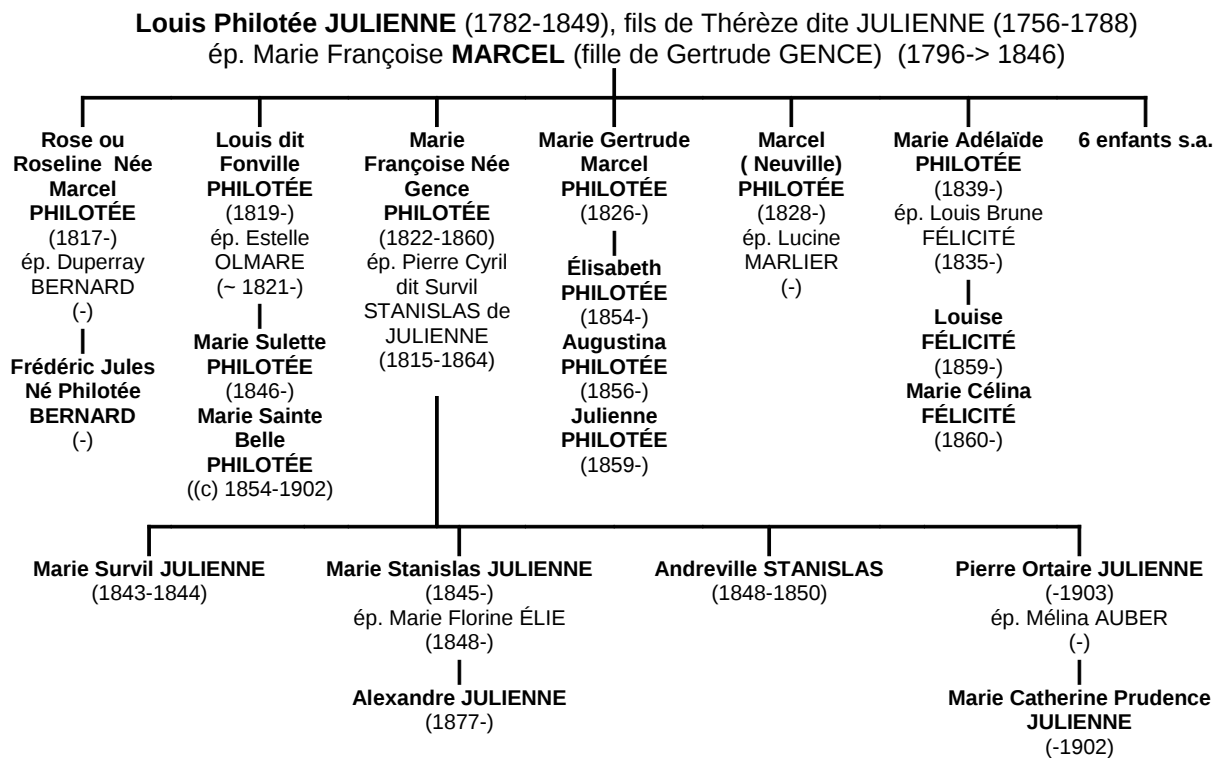 Louis Philotée JULIENNE (1782-1849), fils de Thérèze dite JULIENNE (1756-1788)
ép. Marie Françoise MARCEL (fille de Gertrude GENCE) (1796-> 1846)
Rose ou
Roseline Née
Marcel
PHILOTÉE
(1817-)
ép. Duperray
BERNARD
(-)
Frédéric Jules
Né Philotée
BERNARD
(-)
Louis dit
Fonville
PHILOTÉE
(1819-)
ép. Estelle
OLMARE
(~ 1821-)
Marie Sulette
PHILOTÉE
(1846-)
Marie Sainte
Belle
PHILOTÉE
((c) 1854-1902)
Marie
Françoise Née
Gence
PHILOTÉE
(1822-1860)
ép. Pierre Cyril
dit Survil
STANISLAS de
JULIENNE
(1815-1864)
Marie Gertrude
Marcel
PHILOTÉE
(1826-)
Élisabeth
PHILOTÉE
(1854-)
Augustina
PHILOTÉE
(1856-)
Julienne
PHILOTÉE
(1859-)
Marcel
( Neuville)
PHILOTÉE
(1828-)
ép. Lucine
MARLIER
(-)
Marie Adélaïde
PHILOTÉE
(1839-)
ép. Louis Brune
FÉLICITÉ
(1835-)
Louise
FÉLICITÉ
(1859-)
Marie Célina
FÉLICITÉ
(1860-)
6 enfants s.a.
Marie Survil JULIENNE
(1843-1844)
Marie Stanislas JULIENNE
(1845-)
ép. Marie Florine ÉLIE
(1848-)
Alexandre JULIENNE
(1877-)
Andreville STANISLAS
(1848-1850)
Pierre Ortaire JULIENNE
(-1903)
ép. Mélina AUBER
(-)
Marie Catherine Prudence
JULIENNE
(-1902)